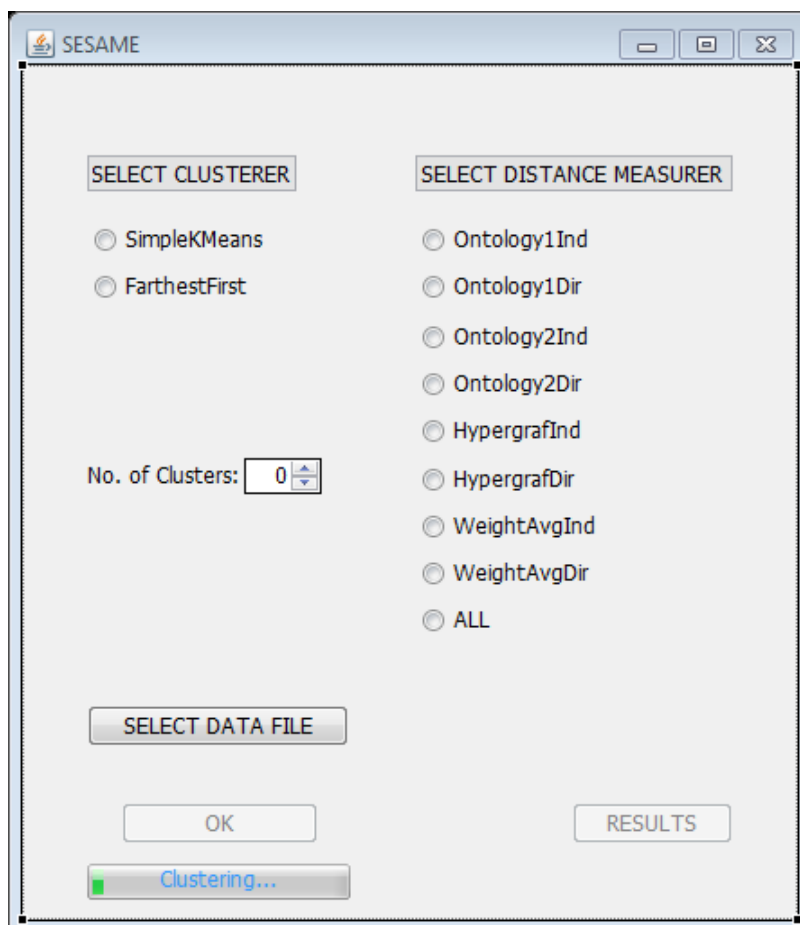 SESAME
SELECT CLUSTERER
SELECT DISTANCE MEASURER
SimpleKMeans
Ontology1Ind
FarthestFirst
Ontology1Dir
Ontology2Ind
Ontology2Dir
HypergrafInd
No. of Clusters: 0
HypergrafDir
WeightAvgInd
WeightAvgDir
ALL
SELECT DATA FILE
OK
RESULTS
Clustering...